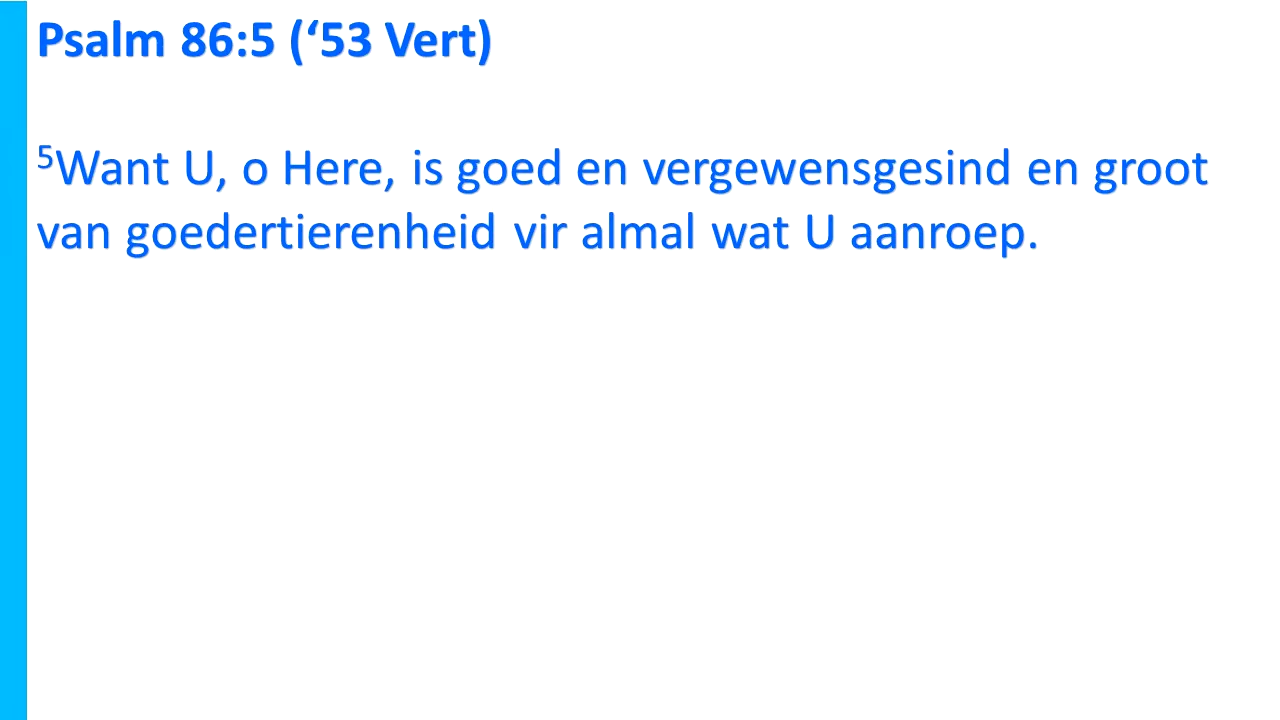 Psalm 86:5 (‘53 Vert)
⁵Want U, o Here, is goed en vergewensgesind en groot
van goedertierenheid vir almal wat U aanroep.